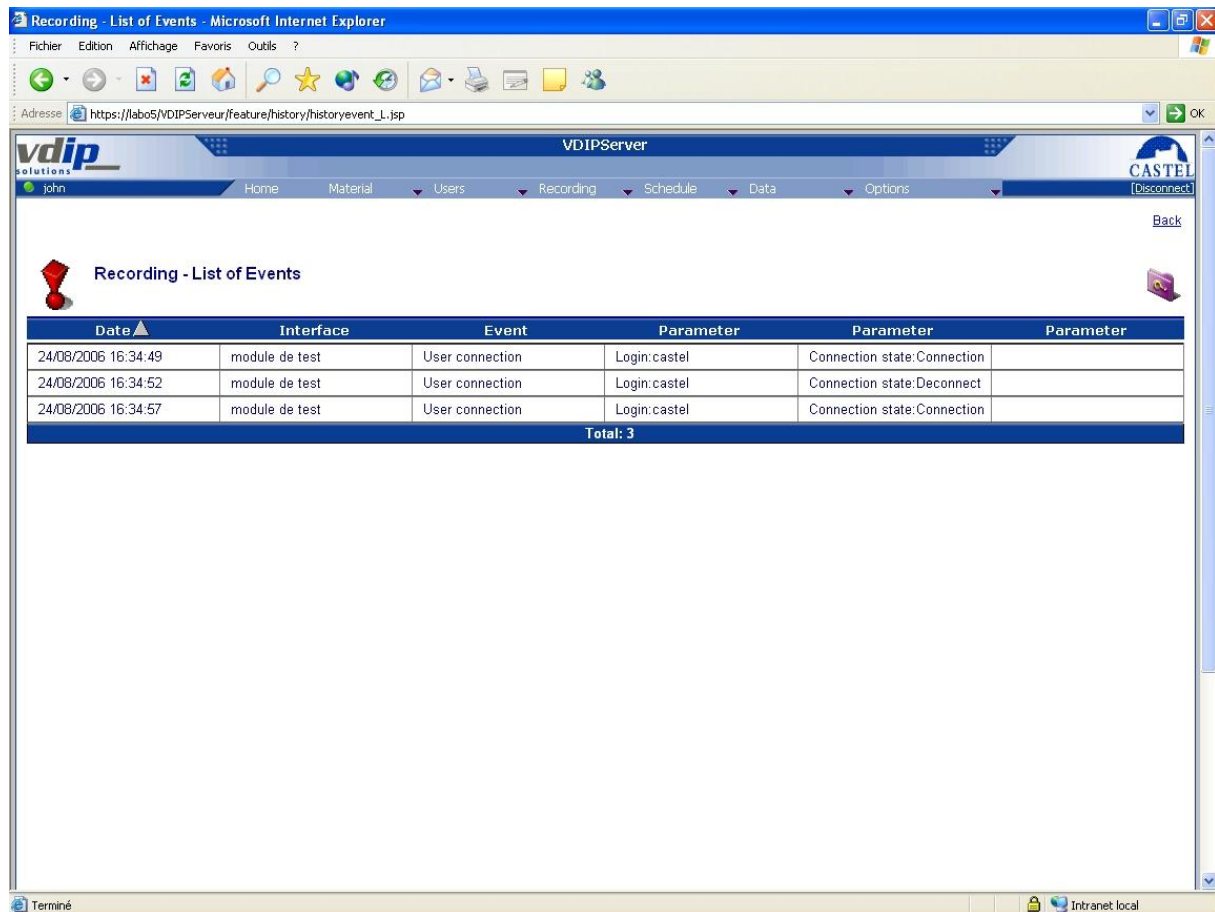 Recording - List of Events - Microsoft Internet Explorer
Fichier Edition Affichage Favoris Outils ?
Adresse https://labo5/VDIPServeur/feature/history/historyevent_L.jsp OK
vdip solutions
VDIPServer
CASTEL
john Home Material Users Recording Schedule Data Options [Disconnect]
Back
Recording - List of Events
Date Interface Event Parameter Parameter Parameter
24/08/2006 16:34:49 module de test User connection Login:castel Connection state:Connection
24/08/2006 16:34:52 module de test User connection Login:castel Connection state:Deconnect
24/08/2006 16:34:57 module de test User connection Login:castel Connection state:Connection
Total: 3
Terminé Intranet local